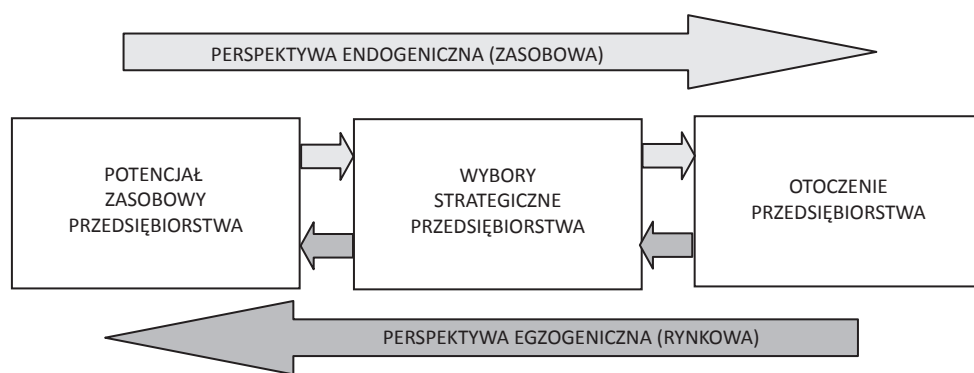 PERSPEKTYWA ENDOGENICZNA (ZASOBOWA)
POTENCJAŁ
ZASOBOWY
PRZEDSIĘBIORSTWA
WYBORY
STRATEGICZNE
PRZEDSIĘBIORSTWA
OTOCZENIE
PRZEDSIĘBIORSTWA
PERSPEKTYWA EGZOGENICZNA (RYNKOWA)